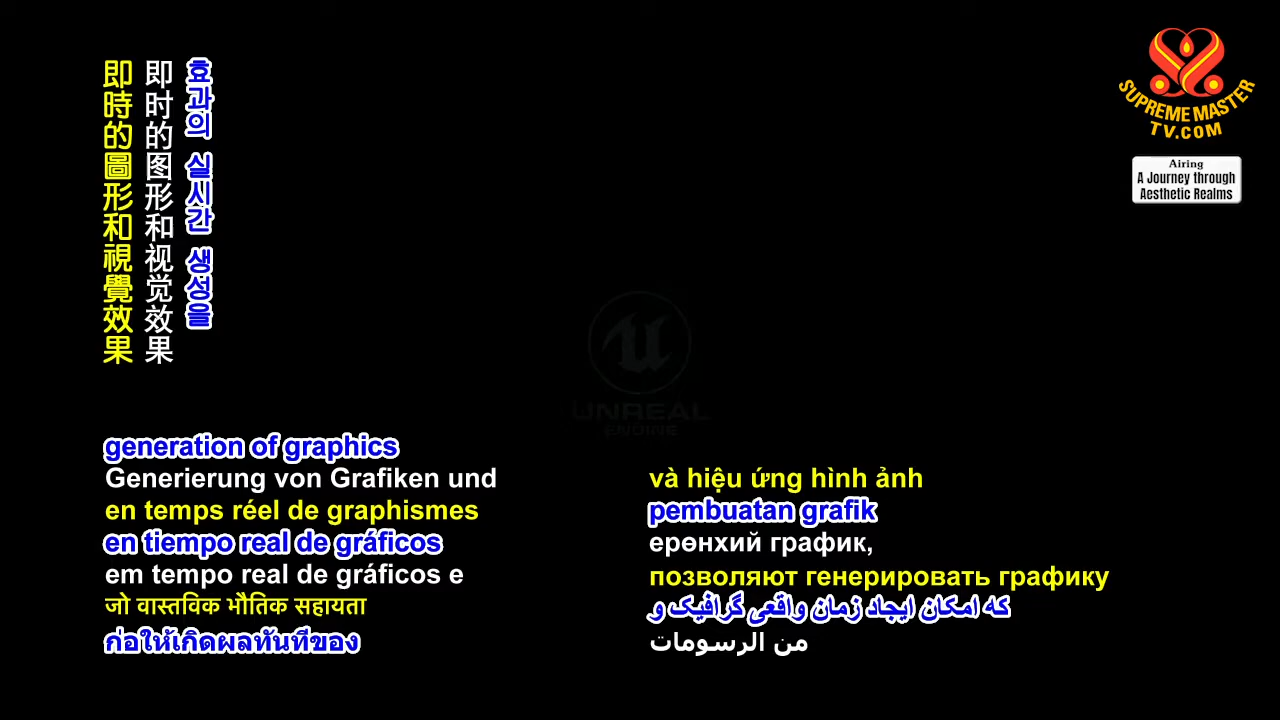 即時的圖形和視覺效果
即时的图形和视觉效果
효과의 실시간 생성을
SUPREME MASTER
TV.COM
Airing
A Journey through
Aesthetic Realms
UNREAL
ENGINE
generation of graphics
Generierung von Grafiken und
en temps réel de graphismes
en tiempo real de gráficos
em tempo real de gráficos e
जो वास्तविक भौतिक सहायता
ก่อให้เกิดผลทันทีของ
và hiệu ứng hình ảnh
pembuatan grafik
ерөнхий график,
позволяют генерировать графику
که امکان ایجاد زمان واقعی گرافیک و
من الرسومات